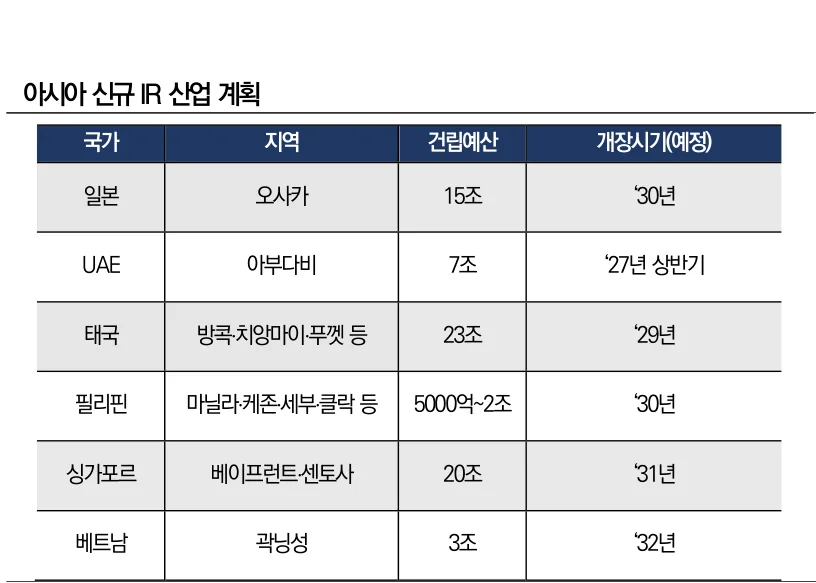 아시아 신규 IR 산업 계획
국가 지역 건립예산 개장시기(예정)
일본 오사카 15조 ‘30년
UAE 아부다비 7조 ‘27년 상반기
태국 방콕·치앙마이·푸껫 등 23조 ‘29년
필리핀 마닐라·케존·세부·클락 등 5000억~2조 ‘30년
싱가포르 베이프런트·센토사 20조 ‘31년
베트남 꽉닝성 3조 ‘32년